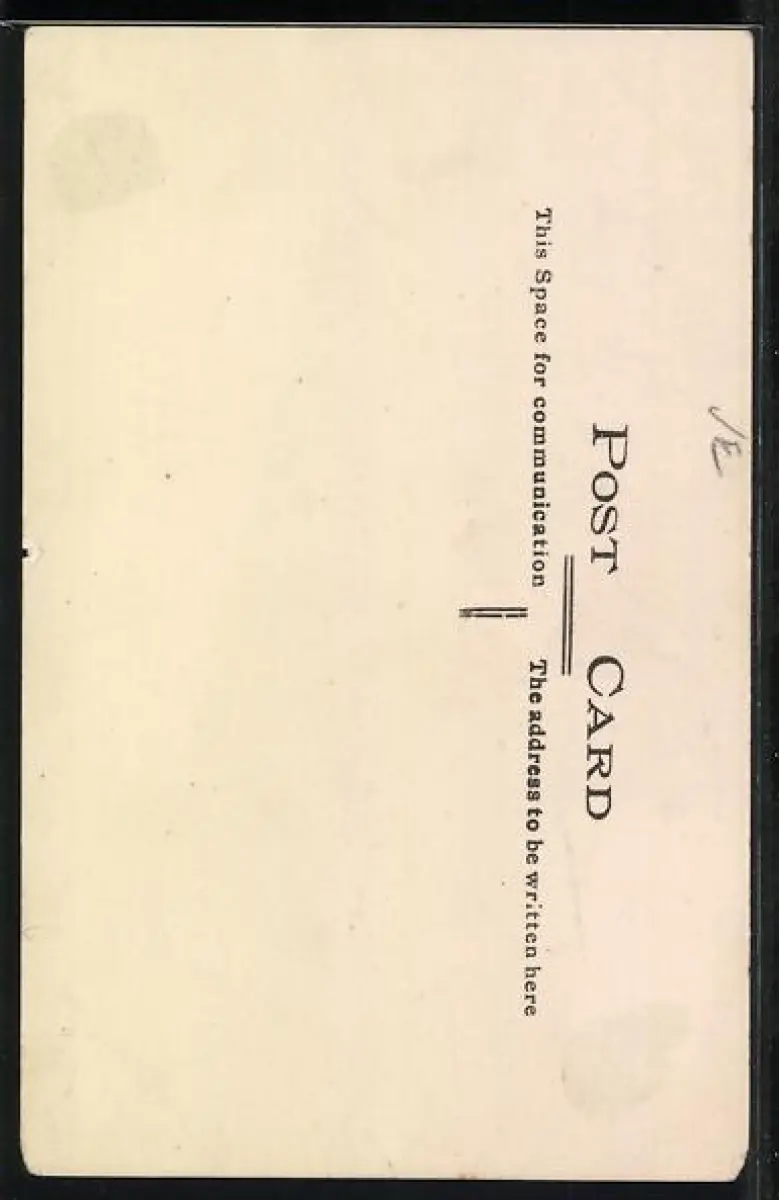 POST CARD
This Space for communication
The address to be written here